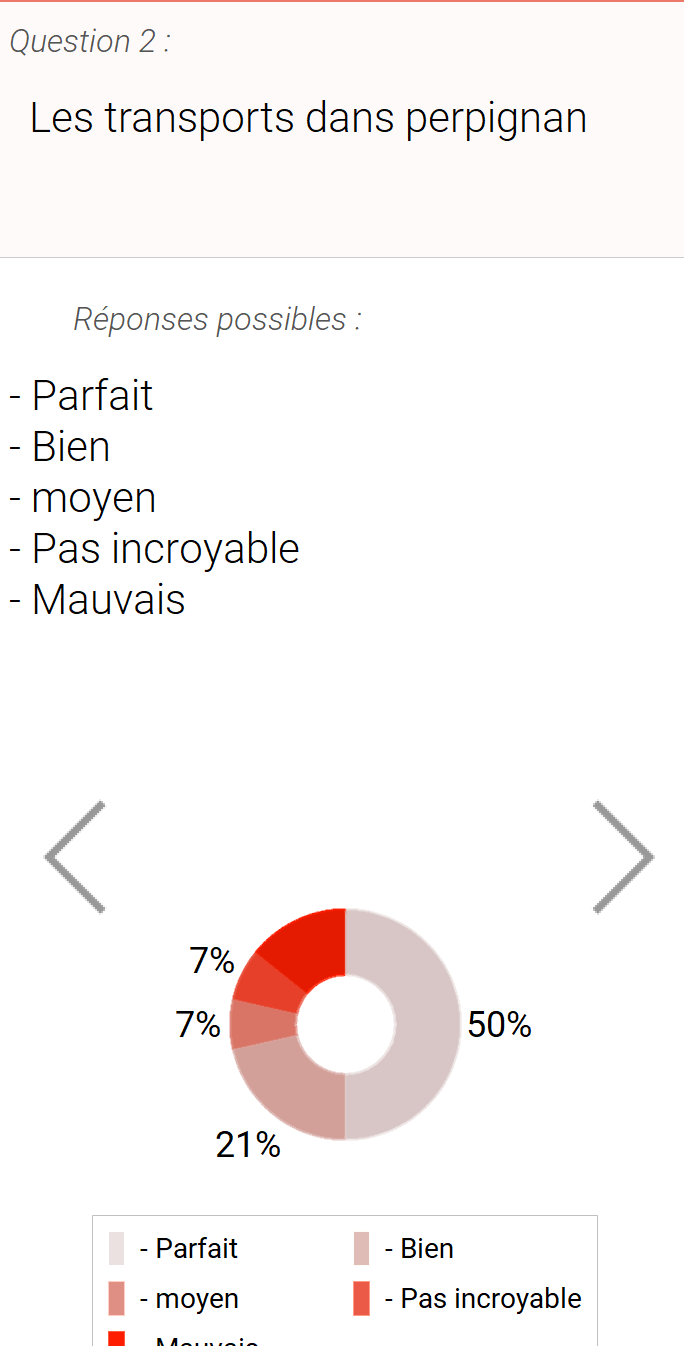 Question 2 :
Les transports dans perpignan
Réponses possibles :
- Parfait
- Bien
- moyen
- Pas incroyable
- Mauvais
7%
7%
50%
21%
- Parfait
- Bien
- moyen
- Pas incroyable
- Mauvais